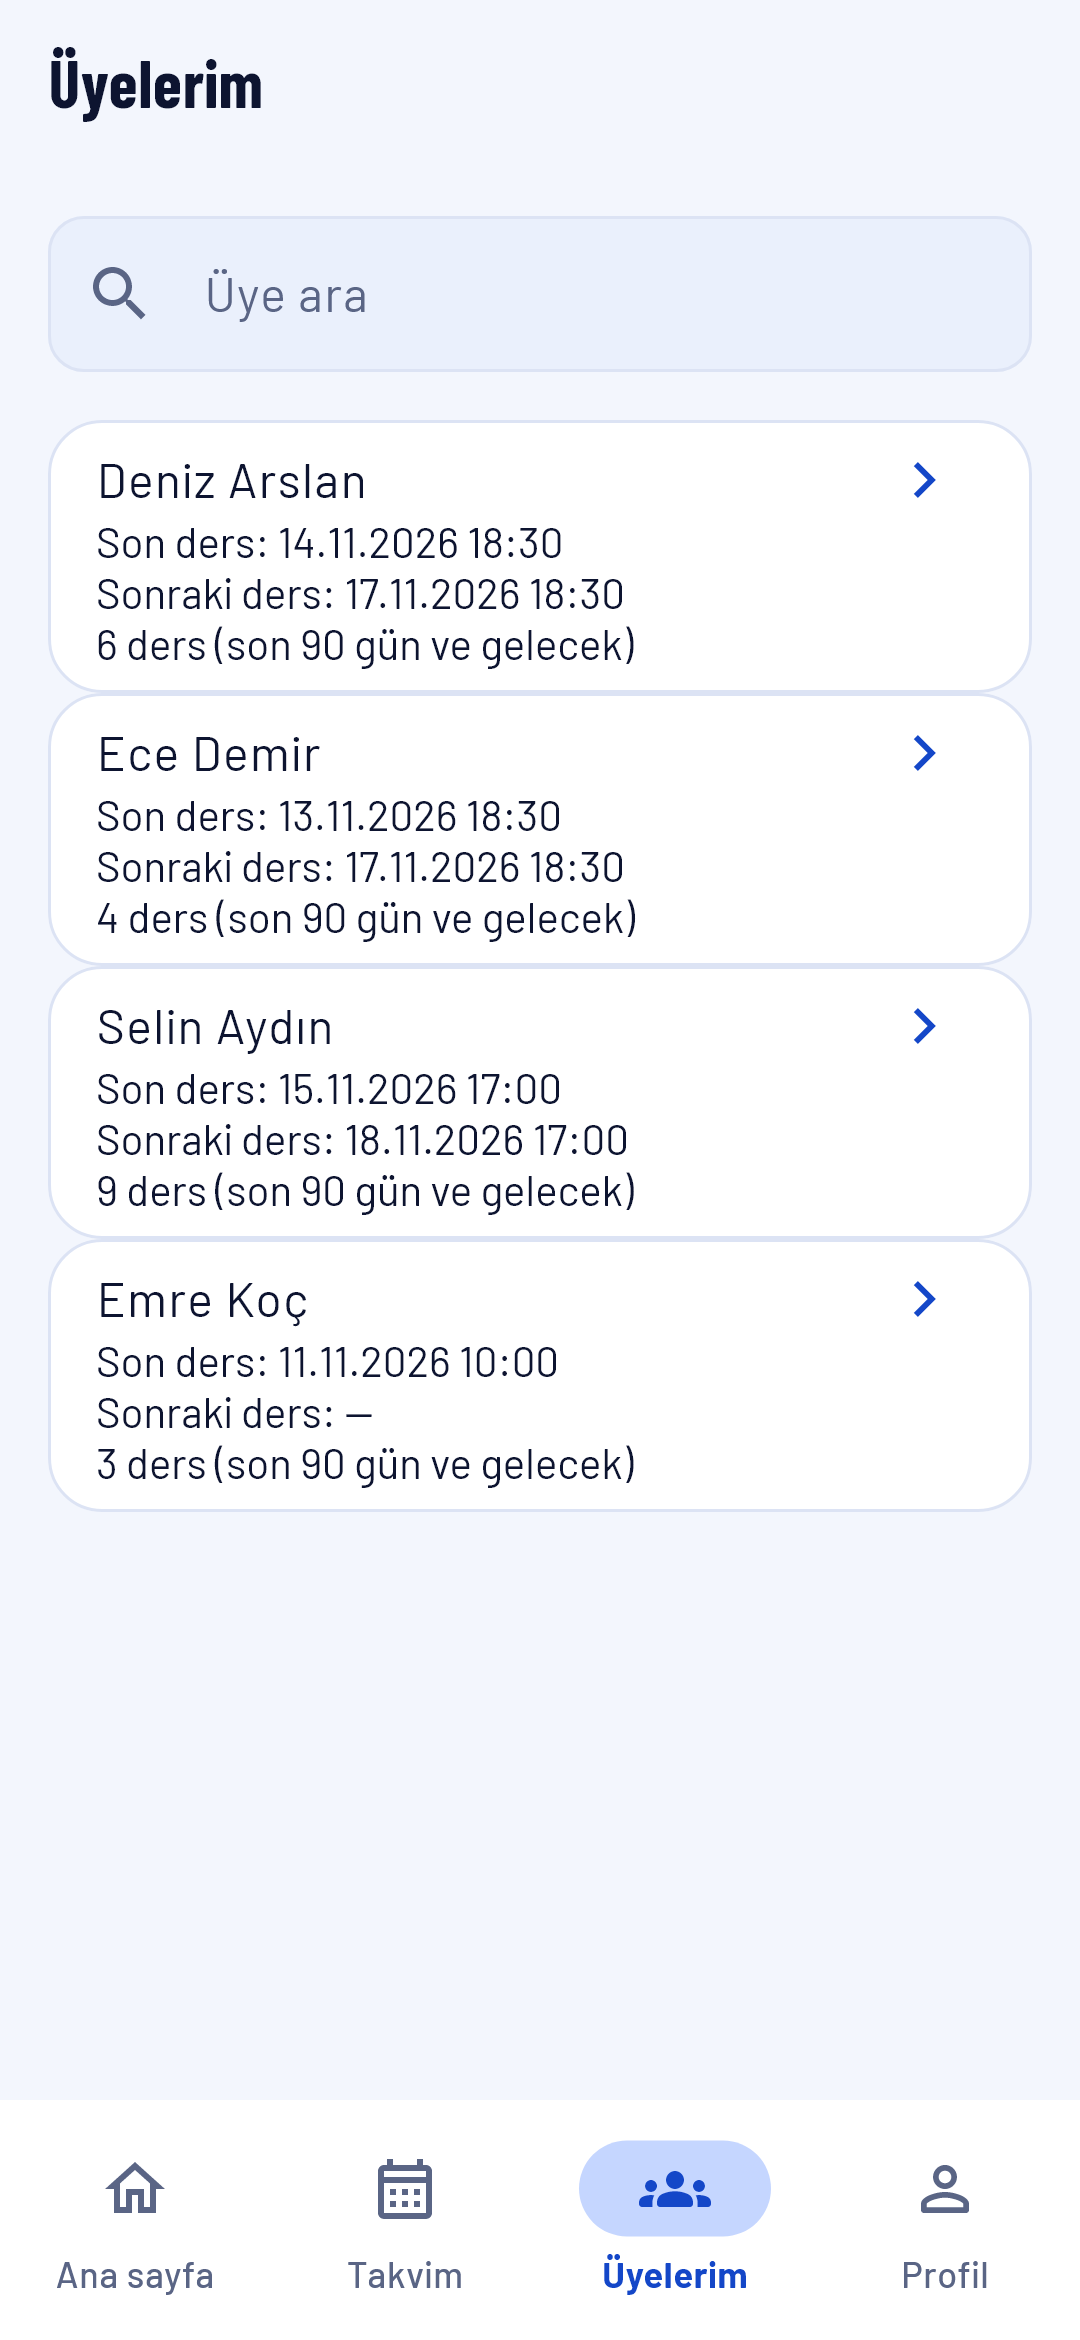 Üyelerim
Üye ara
Deniz Arslan
Son ders: 14.11.2026 18:30
Sonraki ders: 17.11.2026 18:30
6 ders (son 90 gün ve gelecek)
Ece Demir
Son ders: 13.11.2026 18:30
Sonraki ders: 17.11.2026 18:30
4 ders (son 90 gün ve gelecek)
Selin Aydın
Son ders: 15.11.2026 17:00
Sonraki ders: 18.11.2026 17:00
9 ders (son 90 gün ve gelecek)
Emre Koç
Son ders: 11.11.2026 10:00
Sonraki ders: —
3 ders (son 90 gün ve gelecek)
Ana sayfa
Takvim
Üyelerim
Profil